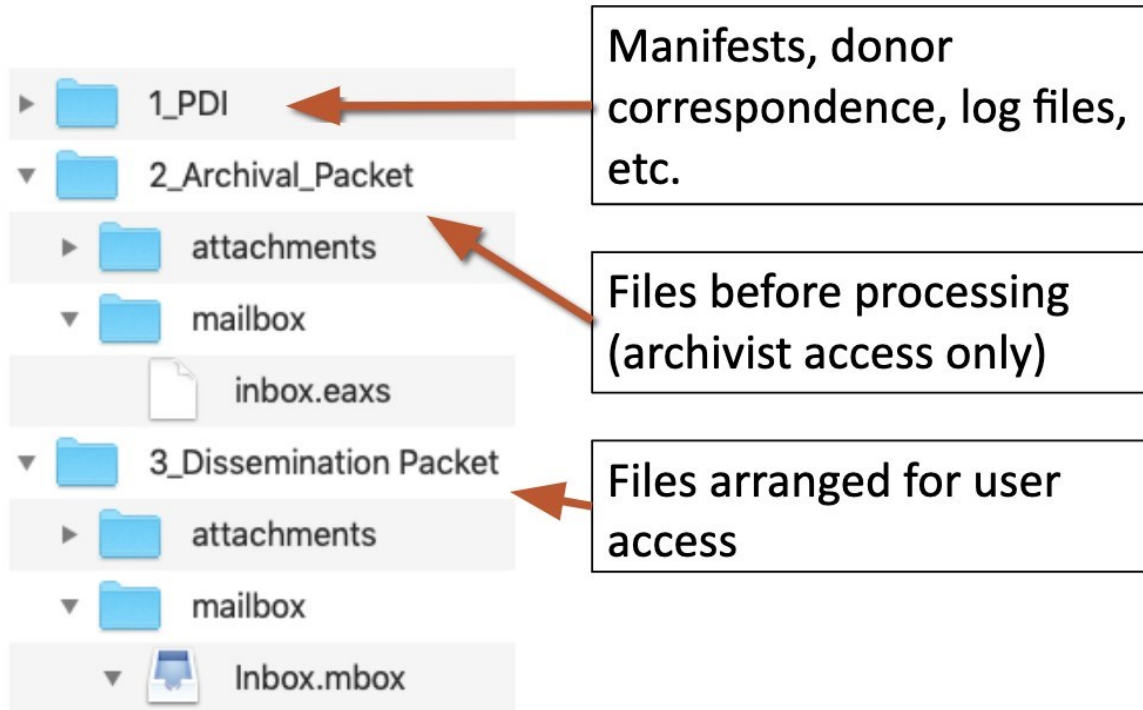 1_PDI
2_Archival_Packet
attachments
mailbox
inbox.eaxs
3_Dissemination Packet
attachments
mailbox
Inbox.mbox
Manifests, donor
correspondence, log files,
etc.
Files before processing
(archivist access only)
Files arranged for user
access